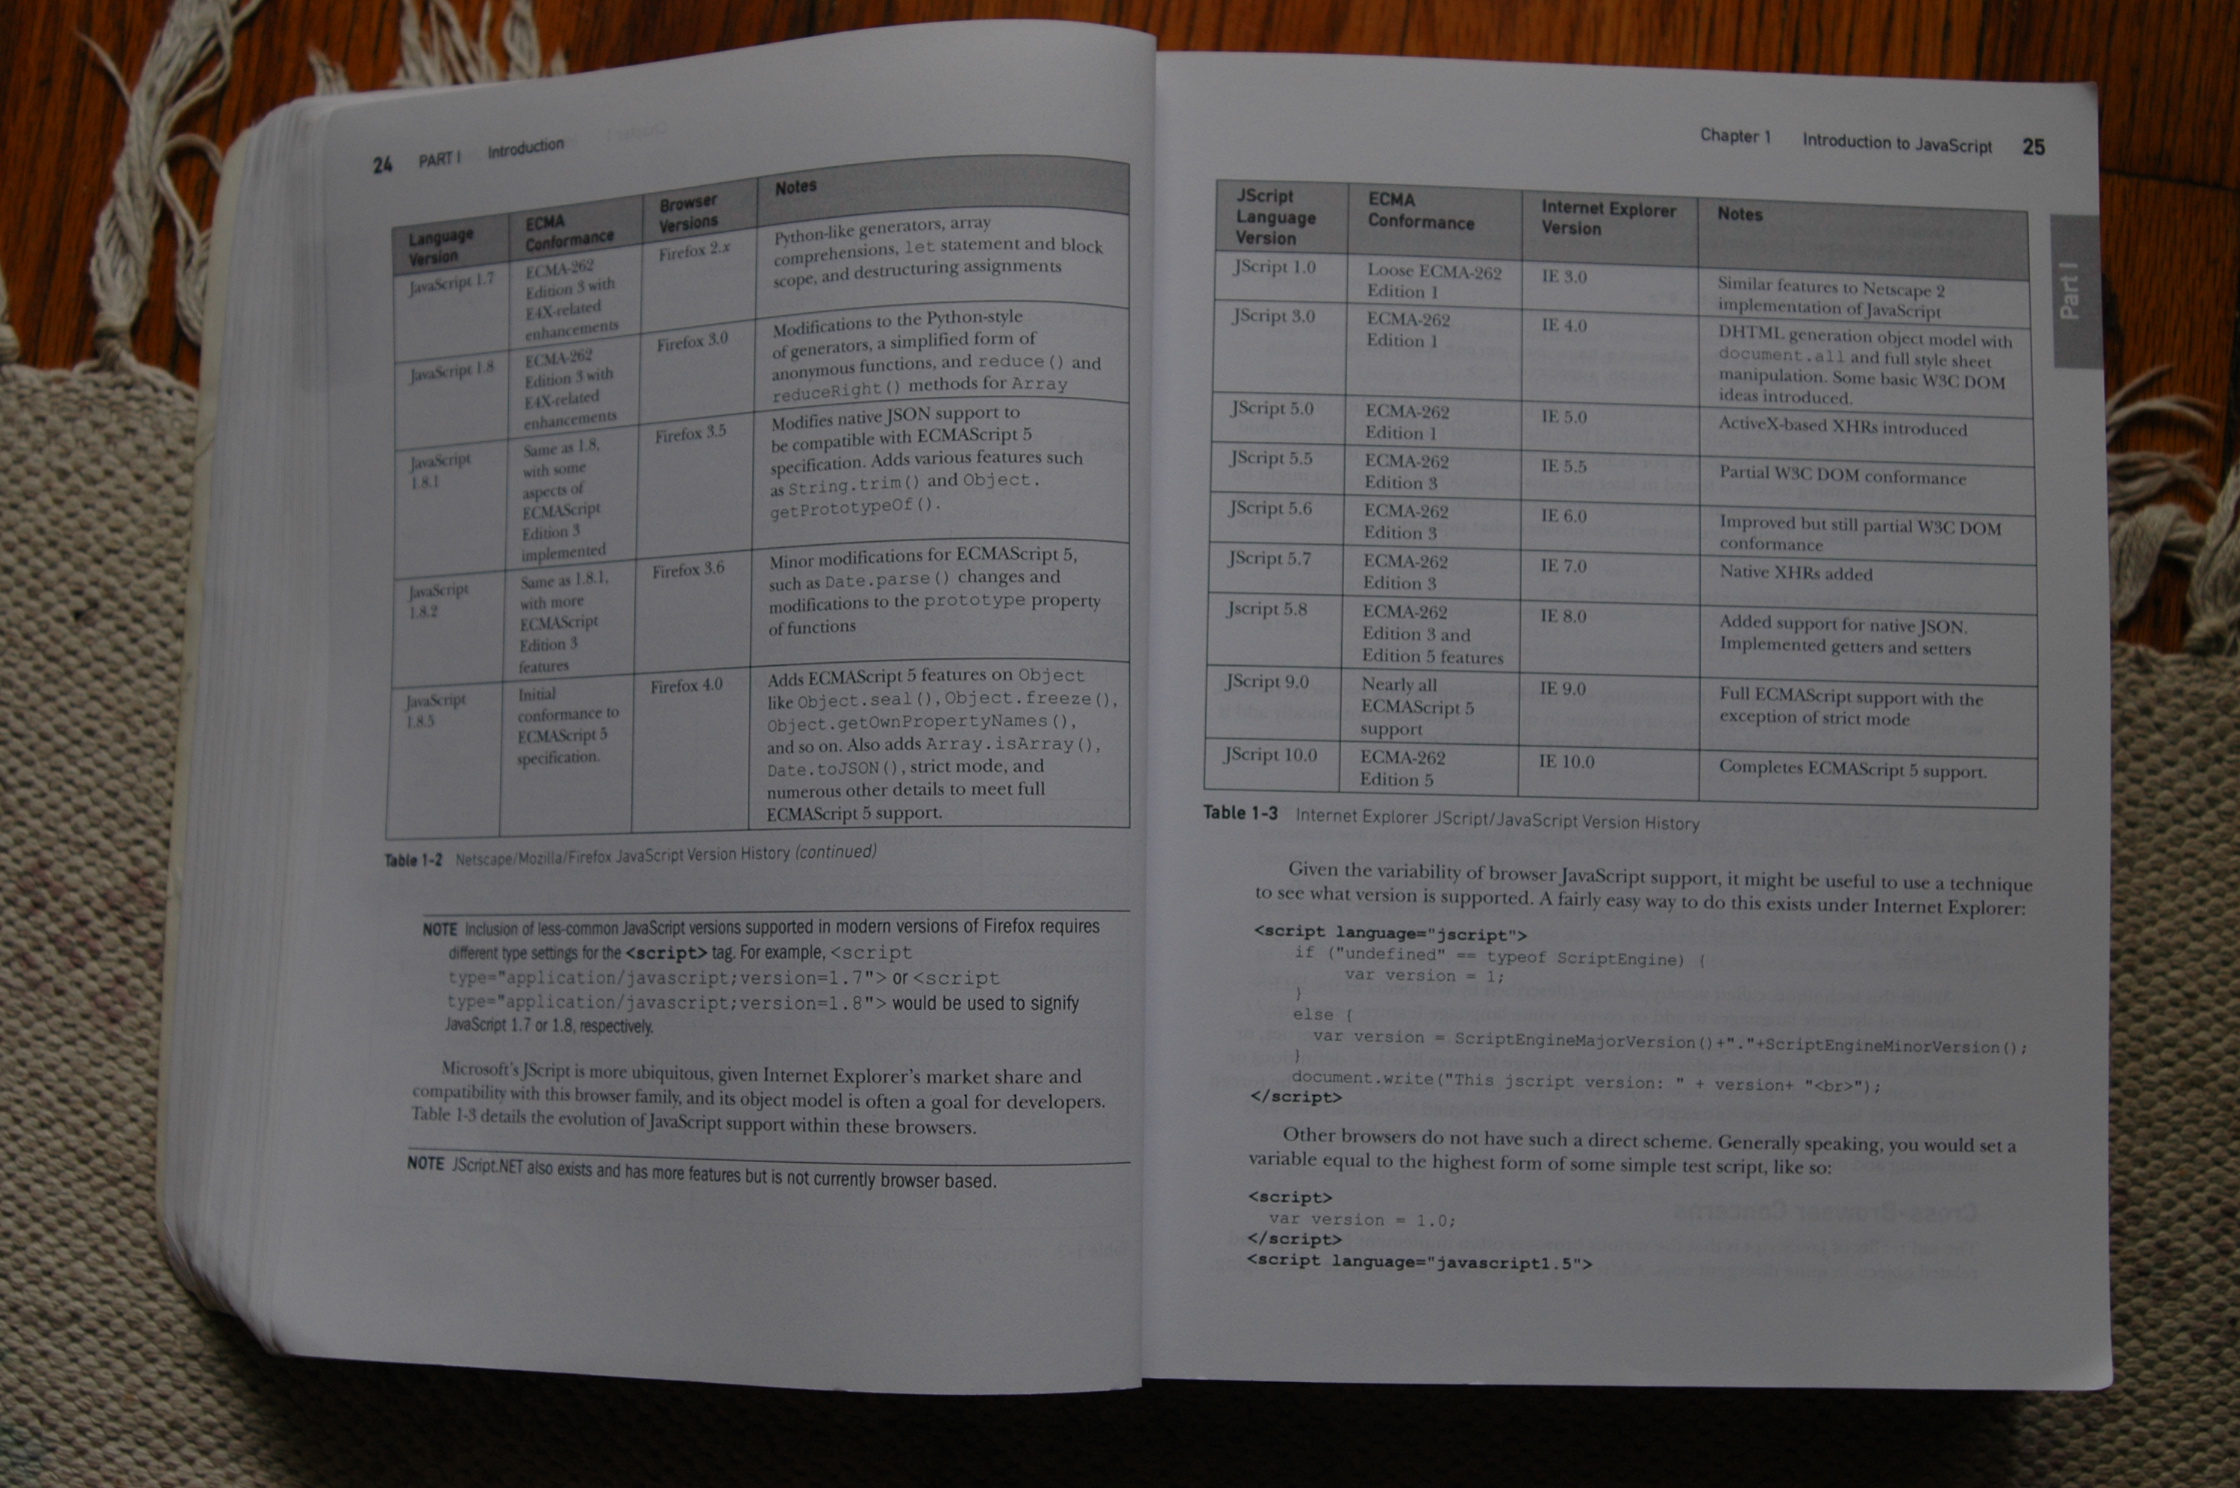 24 PART I Introduction
Language
Version
ECMA
Conformance
Browser
Versions
Notes
JavaScript 1.7
ECMA-262
Edition 3 with
E4X-related
enhancements
Firefox 2.x
Python-like generators, array
comprehensions, let statement and block
scope, and destructuring assignments
JavaScript 1.8
ECMA-262
Edition 3 with
E4X-related
enhancements
Firefox 3.0
Modifications to the Python-style
of generators, a simplified form of
anonymous functions, and reduce() and
reduceRight() methods for Array
JavaScript
1.8.1
Same as 1.8,
with some
aspects of
ECMAScript
Edition 3
implemented
Firefox 3.5
Modifies native JSON support to
be compatible with ECMAScript 5
specification. Adds various features such
as String.trim() and Object.
getPrototypeOf().
JavaScript
1.8.2
Same as 1.8.1,
with more
ECMAScript
Edition 3
features
Firefox 3.6
Minor modifications for ECMAScript 5,
such as Date.parse() changes and
modifications to the prototype property
of functions
JavaScript
1.8.5
Initial
conformance to
ECMAScript 5
specification.
Firefox 4.0
Adds ECMAScript 5 features on Object
like Object.seal(), Object.freeze(),
Object.getOwnPropertyNames(),
and so on. Also adds Array.isArray(),
Date.toJSON(), strict mode, and
numerous other details to meet full
ECMAScript 5 support.
Table 1-2 Netscape/Mozilla/Firefox JavaScript Version History (continued)
NOTE Inclusion of less-common JavaScript versions supported in modern versions of Firefox requires
different type settings for the <script> tag. For example, <script
type="application/javascript;version=1.7"> or <script
type="application/javascript;version=1.8"> would be used to signify
JavaScript 1.7 or 1.8, respectively.
Microsoft's JScript is more ubiquitous, given Internet Explorer's market share and
compatibility with this browser family, and its object model is often a goal for developers.
Table 1-3 details the evolution of JavaScript support within these browsers.
NOTE JScript.NET also exists and has more features but is not currently browser based.
Chapter 1 Introduction to JavaScript 25
Part I
JScript
Language
Version
ECMA
Conformance
Internet Explorer
Version
Notes
JScript 1.0
Loose ECMA-262
Edition 1
IE 3.0
Similar features to Netscape 2
implementation of JavaScript
JScript 3.0
ECMA-262
Edition 1
IE 4.0
DHTML generation object model with
document.all and full style sheet
manipulation. Some basic W3C DOM
ideas introduced.
JScript 5.0
ECMA-262
Edition 1
IE 5.0
ActiveX-based XHRs introduced
JScript 5.5
ECMA-262
Edition 3
IE 5.5
Partial W3C DOM conformance
JScript 5.6
ECMA-262
Edition 3
IE 6.0
Improved but still partial W3C DOM
conformance
JScript 5.7
ECMA-262
Edition 3
IE 7.0
Native XHRs added
Jscript 5.8
ECMA-262
Edition 3 and
Edition 5 features
IE 8.0
Added support for native JSON.
Implemented getters and setters
JScript 9.0
Nearly all
ECMAScript 5
support
IE 9.0
Full ECMAScript support with the
exception of strict mode
JScript 10.0
ECMA-262
Edition 5
IE 10.0
Completes ECMAScript 5 support.
Table 1-3 Internet Explorer JScript/JavaScript Version History
Given the variability of browser JavaScript support, it might be useful to use a technique
to see what version is supported. A fairly easy way to do this exists under Internet Explorer:
<script language="jscript">
if ("undefined" == typeof ScriptEngine) {
var version = 1;
}
else {
var version = ScriptEngineMajorVersion()+"."+ScriptEngineMinorVersion();
}
document.write("This jscript version: " + version+ "<br>");
</script>
Other browsers do not have such a direct scheme. Generally speaking, you would set a
variable equal to the highest form of some simple test script, like so:
<script>
var version = 1.0;
</script>
<script language="javascript1.5">